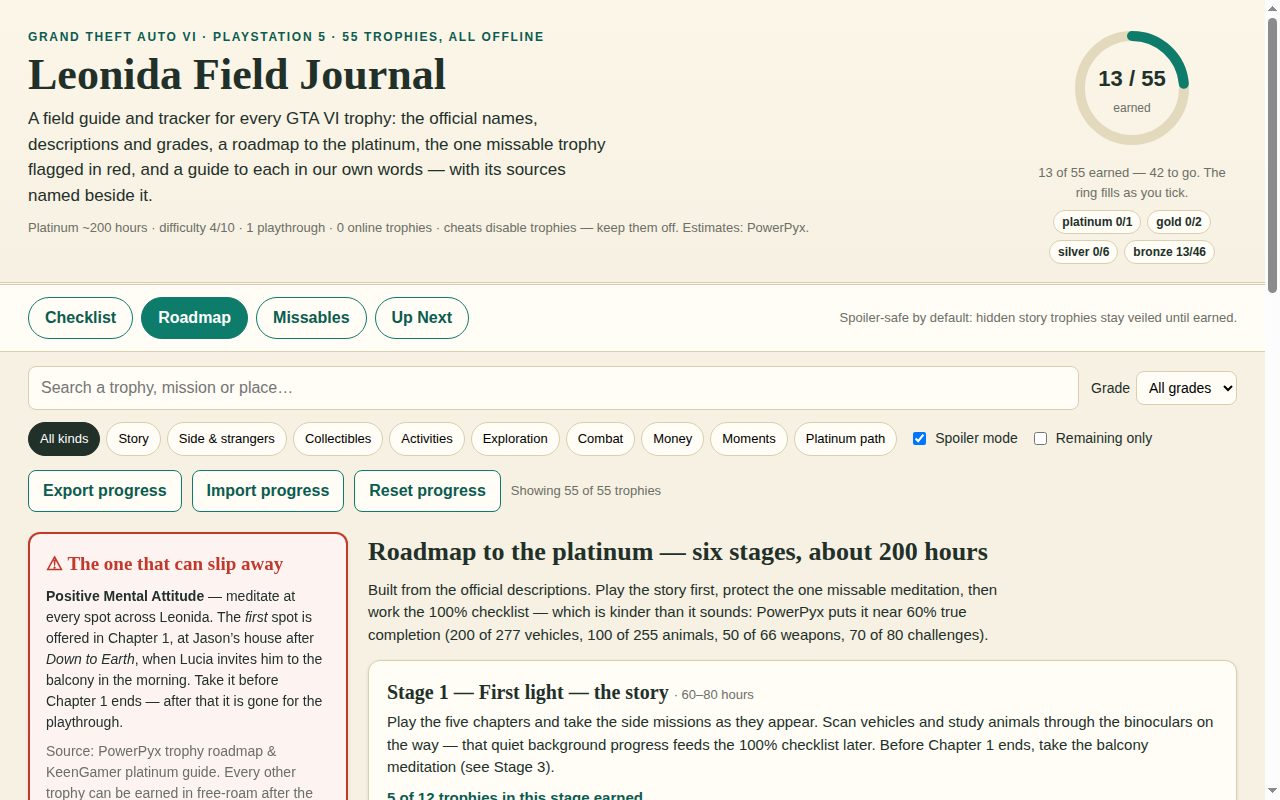 GRAND THEFT AUTO VI · PLAYSTATION 5 · 55 TROPHIES, ALL OFFLINE
Leonida Field Journal
A field guide and tracker for every GTA VI trophy: the official names,
descriptions and grades, a roadmap to the platinum, the one missable trophy
flagged in red, and a guide to each in our own words — with its sources
named beside it.
Platinum ~200 hours · difficulty 4/10 · 1 playthrough · 0 online trophies · cheats disable trophies — keep them off. Estimates: PowerPyx.
13 / 55
earned
13 of 55 earned — 42 to go. The
ring fills as you tick.
platinum 0/1 gold 0/2
silver 0/6 bronze 13/46
Checklist Roadmap Missables Up Next
Spoiler-safe by default: hidden story trophies stay veiled until earned.
Search a trophy, mission or place…
Grade All grades
All kinds Story Side & strangers Collectibles Activities Exploration Combat Money Moments Platinum path Spoiler mode Remaining only
Export progress Import progress Reset progress Showing 55 of 55 trophies
⚠ The one that can slip away
Positive Mental Attitude — meditate at
every spot across Leonida. The first spot is
offered in Chapter 1, at Jason’s house after
Down to Earth, when Lucia invites him to the
balcony in the morning. Take it before
Chapter 1 ends — after that it is gone for the
playthrough.
Source: PowerPyx trophy roadmap &
KeenGamer platinum guide. Every other
trophy can be earned in free-roam after the
Roadmap to the platinum — six stages, about 200 hours
Built from the official descriptions. Play the story first, protect the one missable meditation, then
work the 100% checklist — which is kinder than it sounds: PowerPyx puts it near 60% true
completion (200 of 277 vehicles, 100 of 255 animals, 50 of 66 weapons, 70 of 80 challenges).
Stage 1 — First light — the story · 60–80 hours
Play the five chapters and take the side missions as they appear. Scan vehicles and study animals through the binoculars on
the way — that quiet background progress feeds the 100% checklist later. Before Chapter 1 ends, take the balcony
meditation (see Stage 3).
5 of 12 trophies in this stage earned